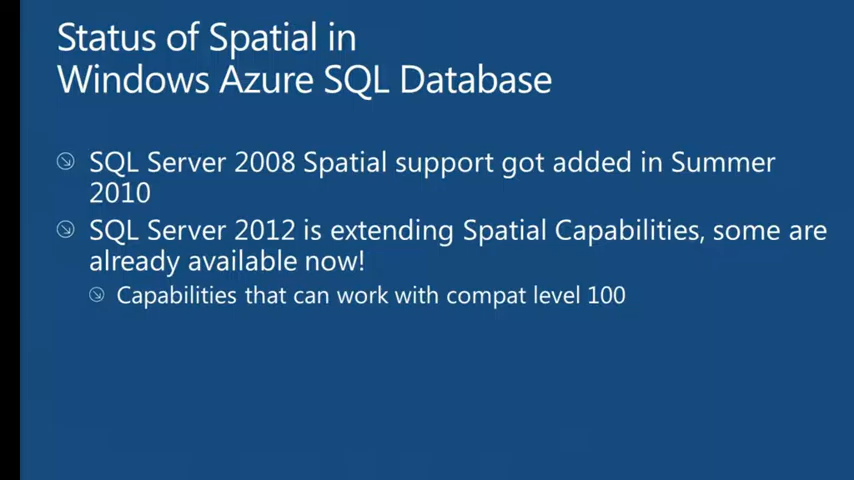 Status of Spatial in
Windows Azure SQL Database
SQL Server 2008 Spatial support got added in Summer
2010
SQL Server 2012 is extending Spatial Capabilities, some are
already available now!
Capabilities that can work with compat level 100